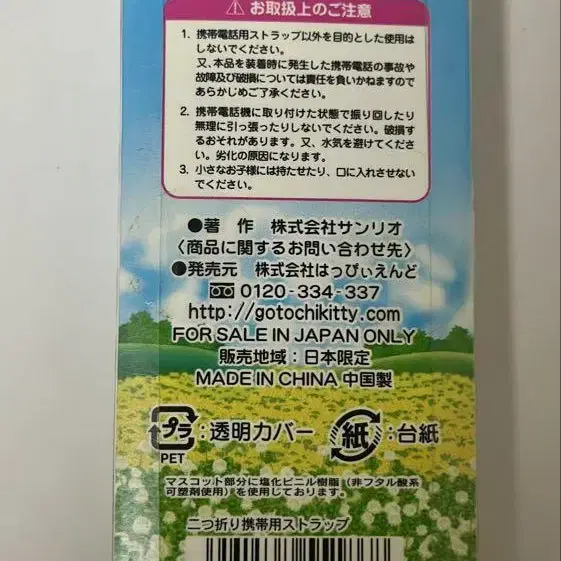 ⚠ お取扱上のご注意
1. 携帯電話用ストラップ以外を目的とした使用は
しないでください。
又、本品を装着時に発生した携帯電話の事故や
故障及び破損については責任を負いかねますので
あらかじめご了承ください。
2. 携帯電話機に取り付けた状態で振り回したり
無理に引っ張ったりしないでください。破損す
るおそれがあります。又、水気を避けてくださ
い。劣化の原因になります。
3. 小さなお子様には持たせたり、口に入れさせない
でください。
●著 作 株式会社サンリオ
〈商品に関するお問い合わせ先〉
●発売元 株式会社はっぴぃえんど
0120-334-337
http://gotochikitty.com
FOR SALE IN JAPAN ONLY
販売地域：日本限定
MADE IN CHINA 中国製
プラ：透明カバー 紙：台紙
PET
マスコット部分に塩化ビニル樹脂（非フタル酸系
可塑剤使用）を使用しております。
二つ折り携帯用ストラップ